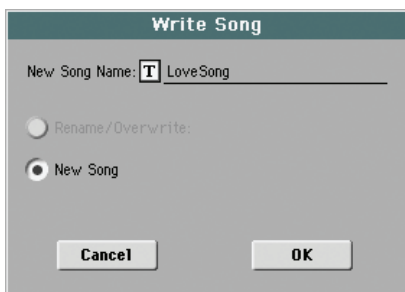 Write Song
New Song Name: T LoveSong
Rename/Overwrite:
New Song
Cancel OK